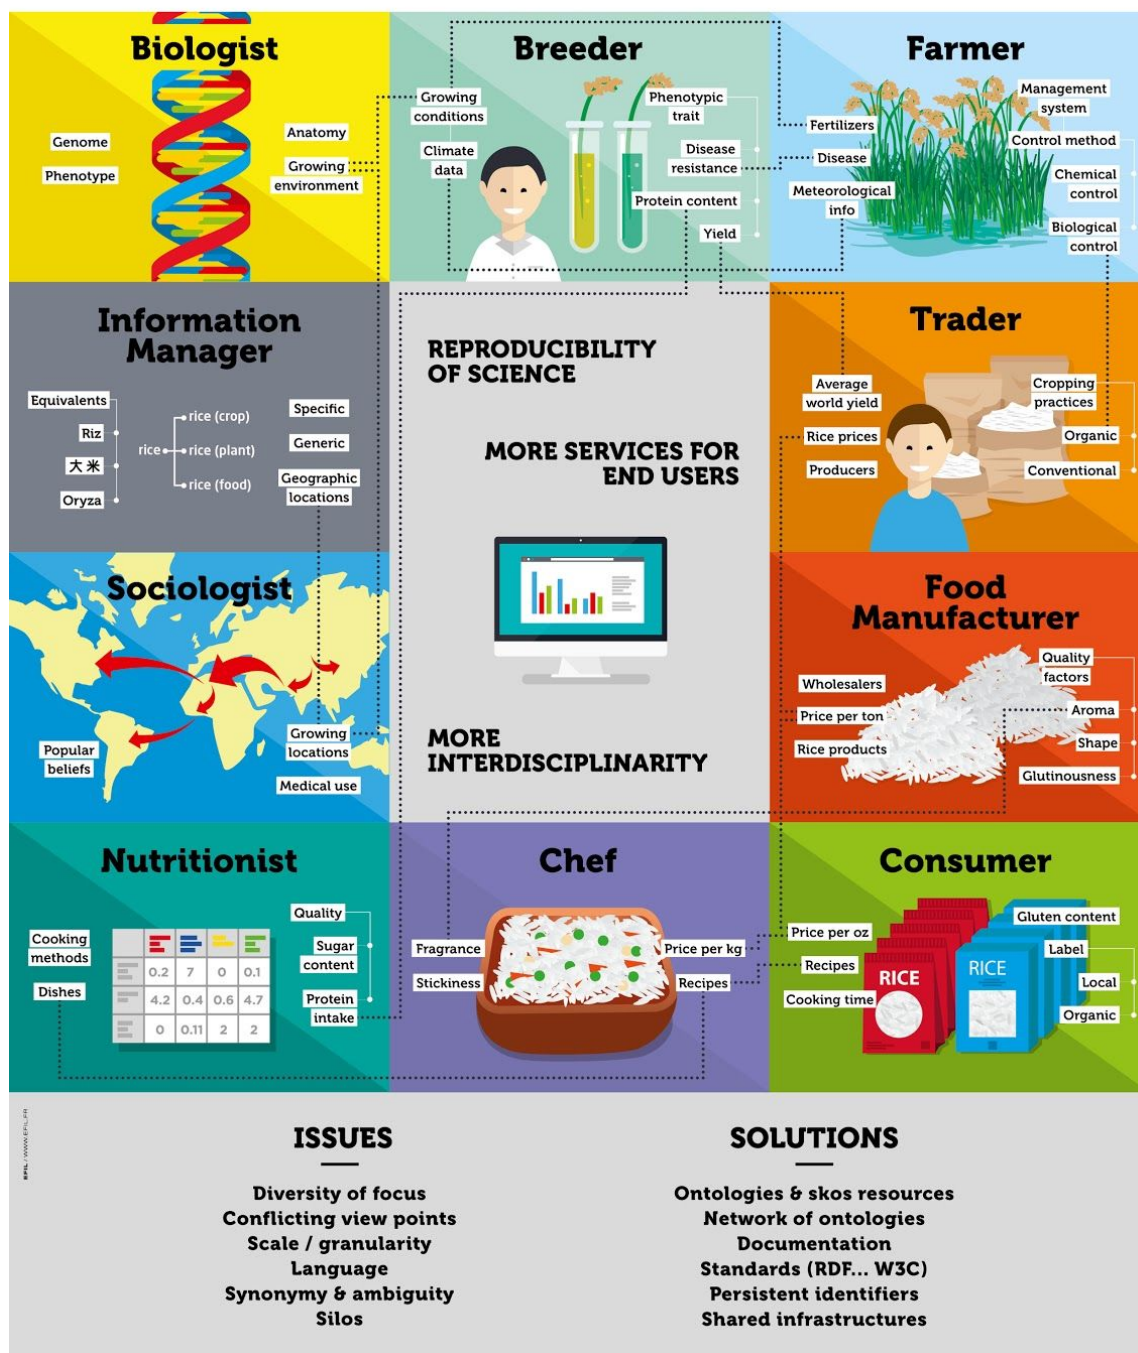 Biologist
Genome
Phenotype
Anatomy
Growing
environment
Breeder
Growing
conditions
Climate
data
Phenotypic
trait
Disease
resistance
Protein content
Yield
Farmer
Fertilizers
Disease
Meteorological
info
Management
system
Control method
Chemical
control
Biological
control
Information
Manager
Equivalents
Riz
大米
Oryza
rice
rice (crop)
rice (plant)
rice (food)
Specific
Generic
Geographic
locations
REPRODUCIBILITY
OF SCIENCE
MORE SERVICES FOR
END USERS
MORE
INTERDISCIPLINARITY
Trader
Average
world yield
Rice prices
Producers
Cropping
practices
Organic
Conventional
Sociologist
Popular
beliefs
Growing
locations
Medical use
Food
Manufacturer
Wholesalers
Price per ton
Rice products
Quality
factors
Aroma
Shape
Glutinousness
Nutritionist
Cooking
methods
Dishes
0.2 7 0 0.1
4.2 0.4 0.6 4.7
0 0.11 2 2
Quality
Sugar
content
Protein
intake
Chef
Fragrance
Stickiness
Price per kg
Recipes
Consumer
Price per oz
Recipes
Cooking time
RICE
RICE
Gluten content
Label
Local
Organic
EFIL / WWW.EFIL.FR
ISSUES
Diversity of focus
Conflicting view points
Scale / granularity
Language
Synonymy & ambiguity
Silos
SOLUTIONS
Ontologies & skos resources
Network of ontologies
Documentation
Standards (RDF... W3C)
Persistent identifiers
Shared infrastructures